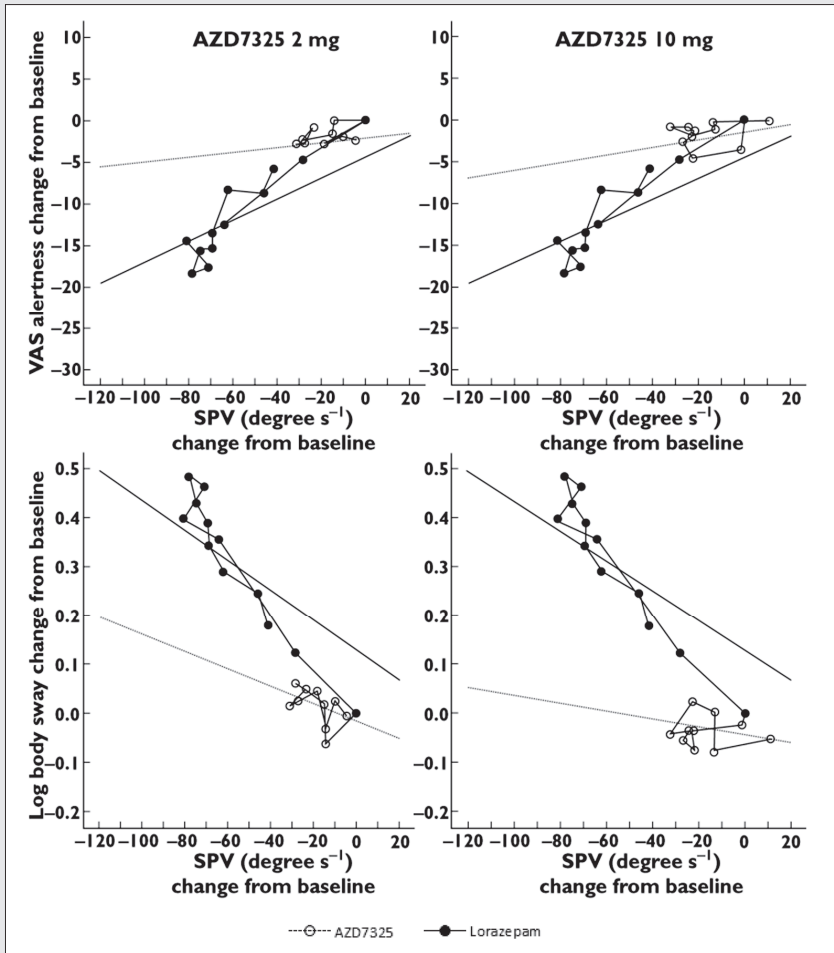 AZD7325 2 mg
VAS alertness change from baseline
10
5
0
−5
−10
−15
−20
−25
−30
−120 −100 −80 −60 −40 −20 0 20
SPV (degree s⁻¹)
change from baseline
AZD7325 10 mg
10
5
0
−5
−10
−15
−20
−25
−30
−120 −100 −80 −60 −40 −20 0 20
SPV (degree s⁻¹)
change from baseline
Log body sway change from baseline
0.5
0.4
0.3
0.2
0.1
0.0
−0.1
−0.2
−120 −100 −80 −60 −40 −20 0 20
SPV (degree s⁻¹)
change from baseline
0.5
0.4
0.3
0.2
0.1
0.0
−0.1
−0.2
−120 −100 −80 −60 −40 −20 0 20
SPV (degree s⁻¹)
change from baseline
AZD7325 Lorazepam